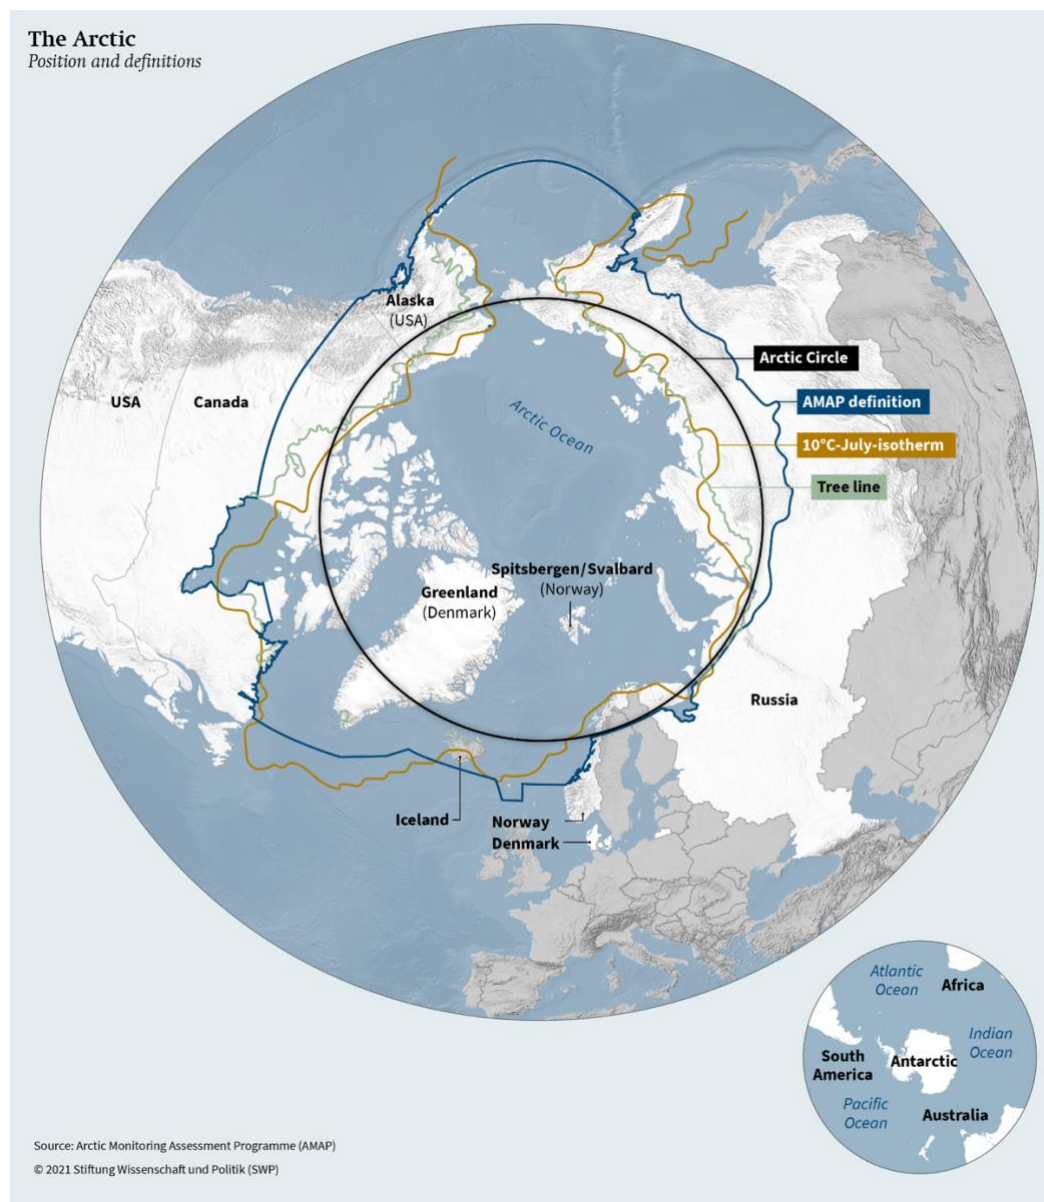 The Arctic
Position and definitions
Alaska
(USA)
USA
Canada
Arctic Circle
AMAP definition
10°C-July-isotherm
Tree line
Arctic Ocean
Spitsbergen/Svalbard
(Norway)
Greenland
(Denmark)
Russia
Iceland
Norway
Denmark
Atlantic
Ocean
Africa
Indian
Ocean
South
America
Antarctic
Pacific
Ocean
Australia
Source: Arctic Monitoring Assessment Programme (AMAP)
© 2021 Stiftung Wissenschaft und Politik (SWP)